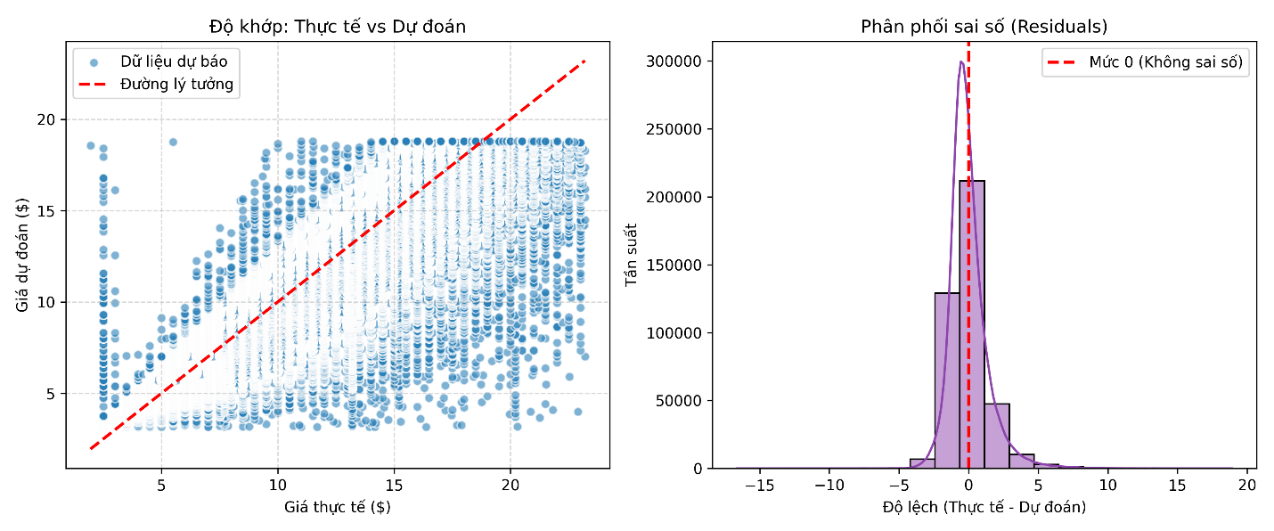 Độ khớp: Thực tế vs Dự đoán
Dữ liệu dự báo
Đường lý tưởng
Giá dự đoán ($)
20
15
10
5
5
10
15
20
Giá thực tế ($)
Phân phối sai số (Residuals)
Mức 0 (Không sai số)
Tần suất
300000
250000
200000
150000
100000
50000
0
−15
−10
−5
0
5
10
15
20
Độ lệch (Thực tế - Dự đoán)